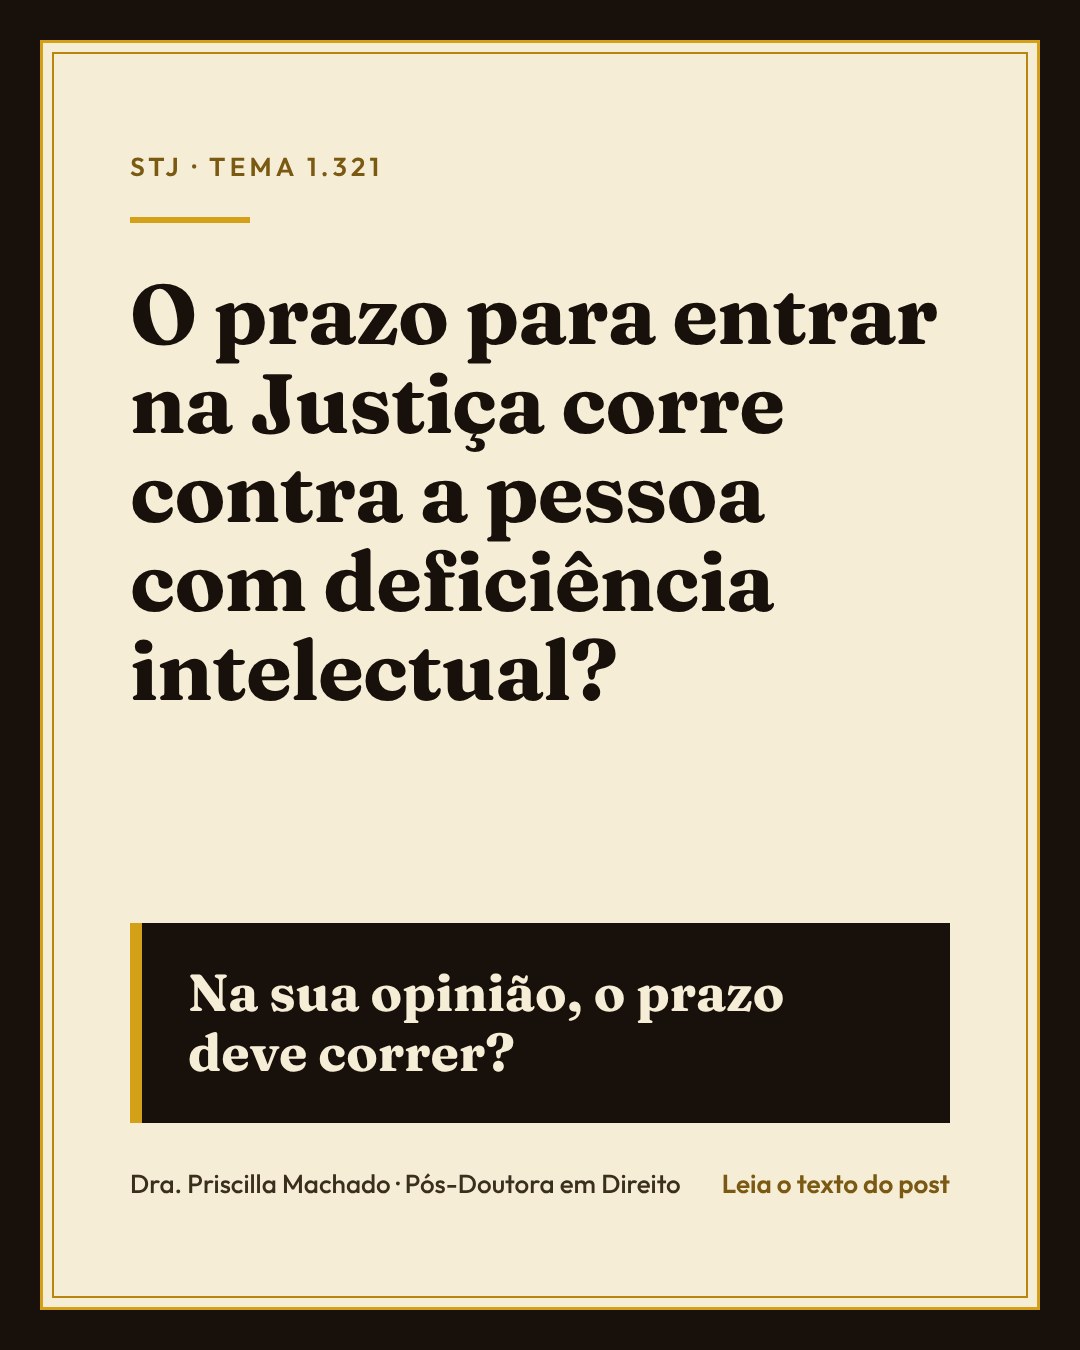 STJ · TEMA 1.321
O prazo para entrar
na Justiça corre
contra a pessoa
com deficiência
intelectual?
Na sua opinião, o prazo
deve correr?
Dra. Priscilla Machado · Pós-Doutora em Direito
Leia o texto do post